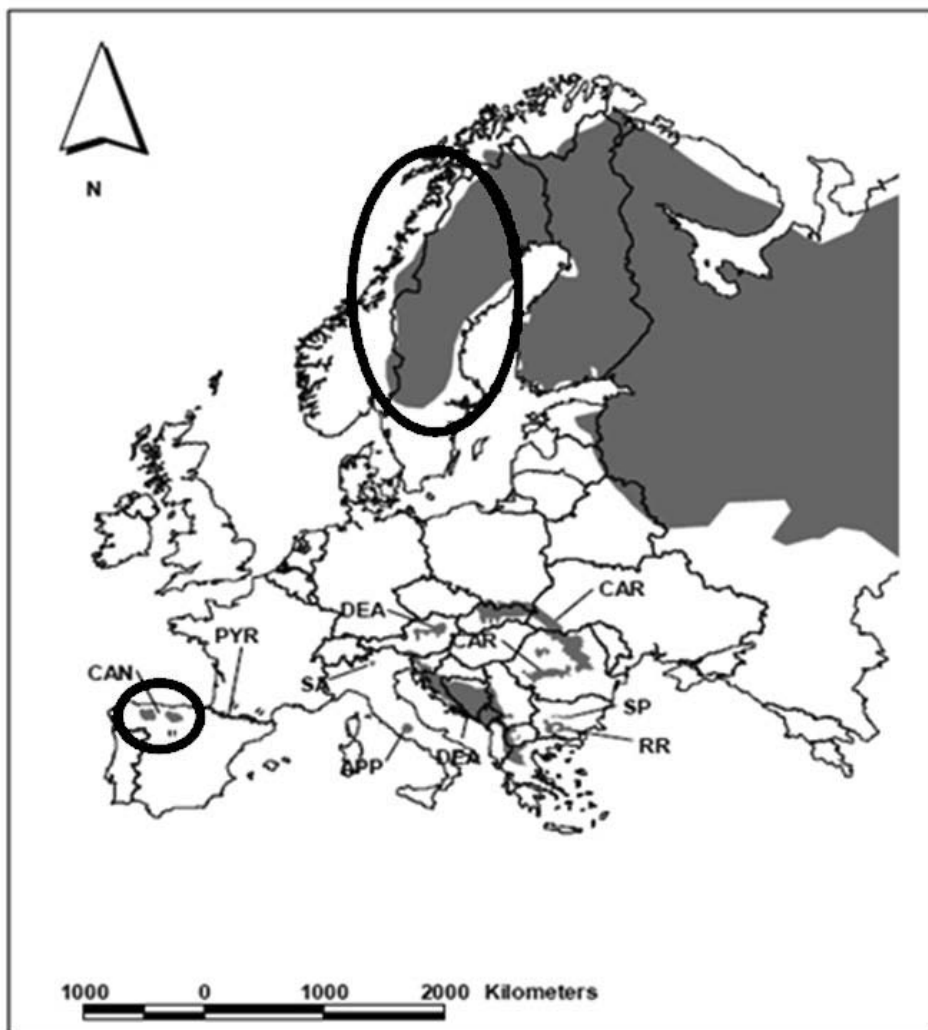 N
CAR
DEA
PYR
CAR
CAN
SA
SP
APP
DEA
RR
1000 0 1000 2000 Kilometers